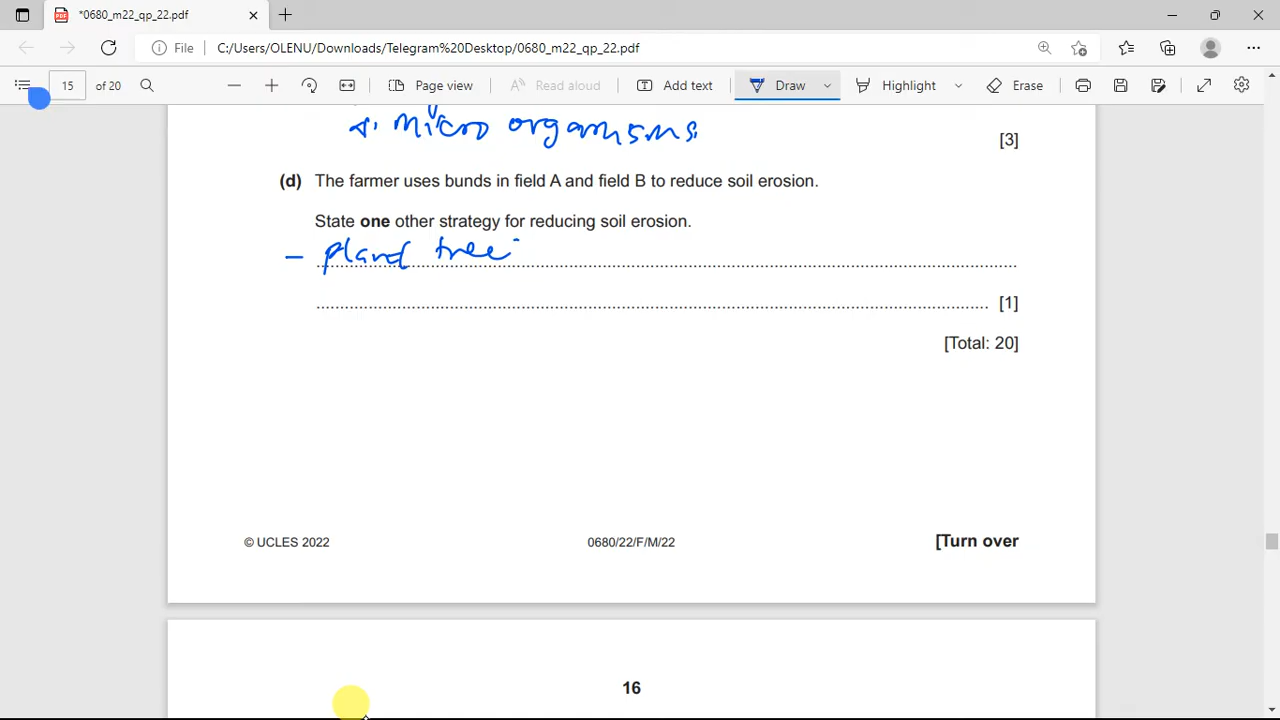 *0680_m22_qp_22.pdf
File C:/Users/OLENU/Downloads/Telegram%20Desktop/0680_m22_qp_22.pdf
15 of 20 Page view Read aloud Add text Draw Highlight Erase
micro organisms
[3]
(d) The farmer uses bunds in field A and field B to reduce soil erosion.
State one other strategy for reducing soil erosion.
– plant tree
[1]
[Total: 20]
© UCLES 2022 0680/22/F/M/22 [Turn over
16